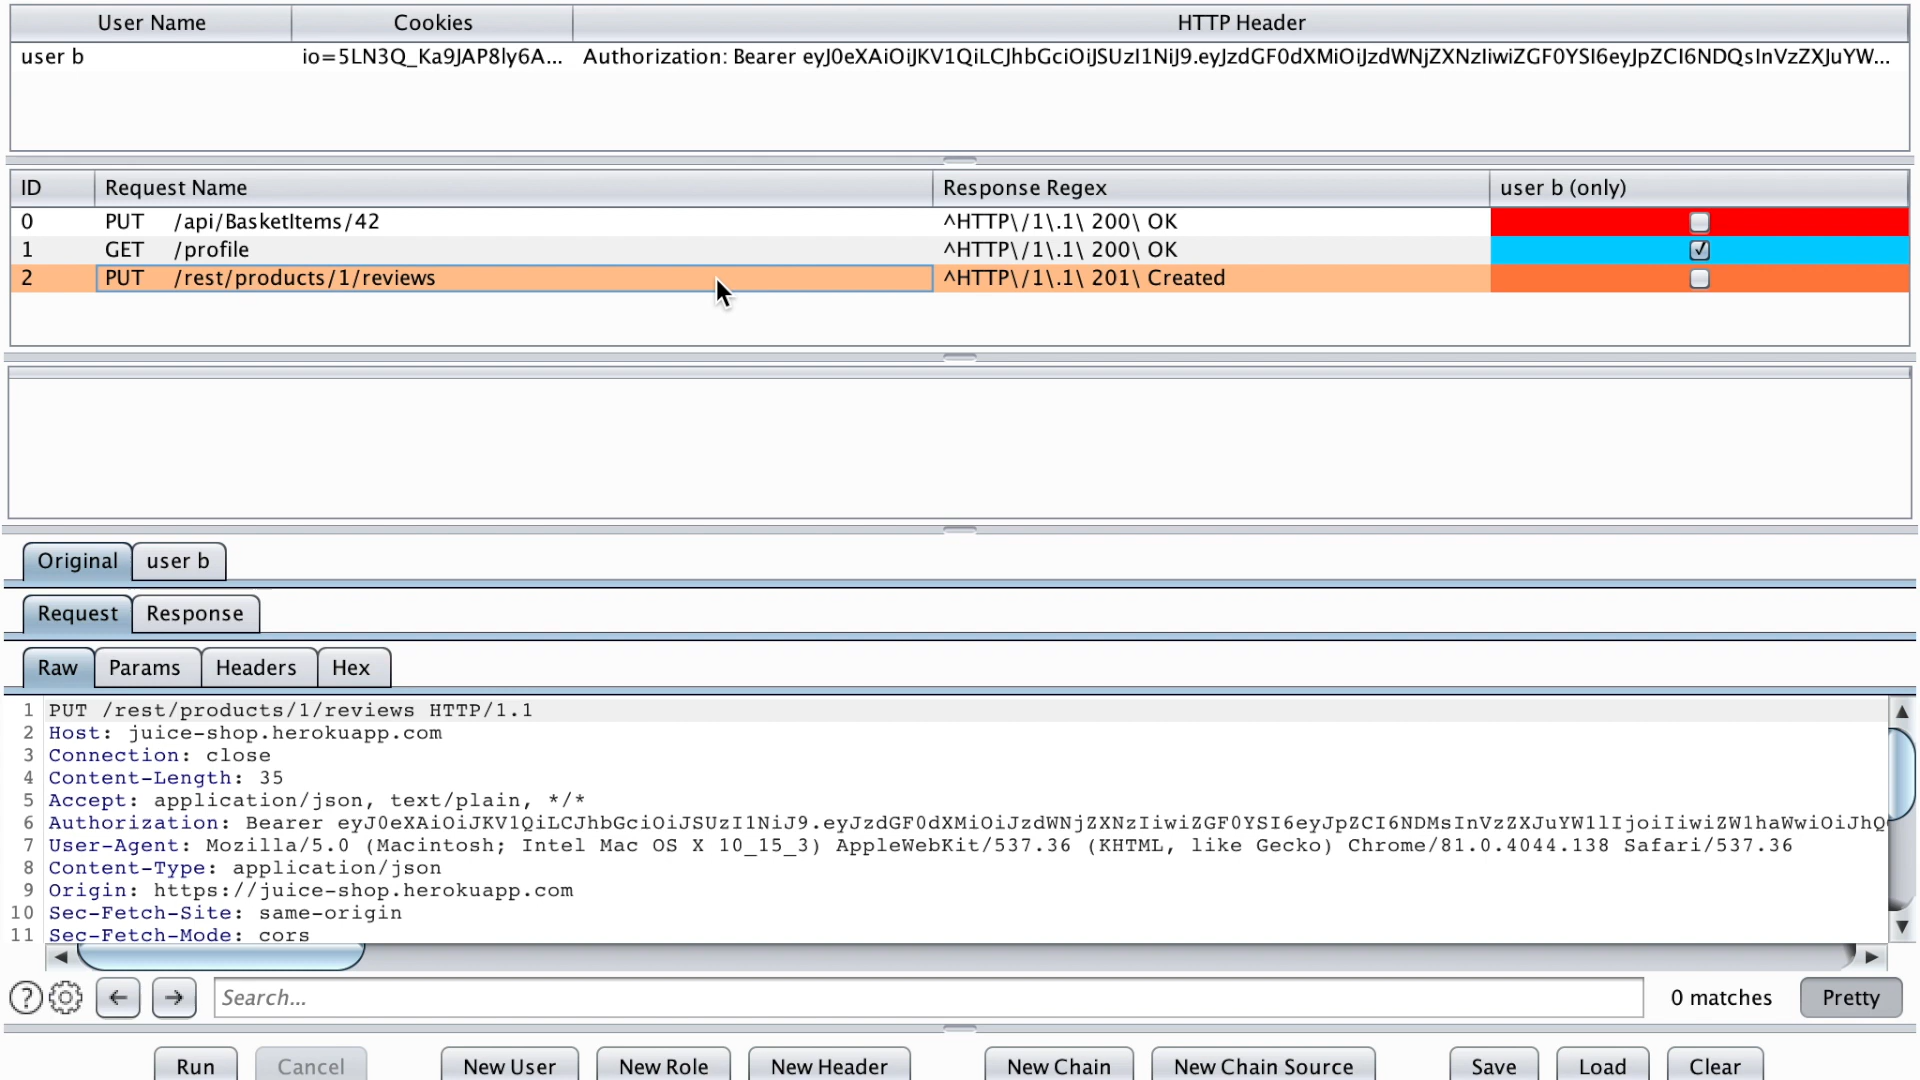 User Name Cookies HTTP Header
user b io=5LN3Q_Ka9JAP8ly6A... Authorization: Bearer eyJ0eXAiOiJKV1QiLCJhbGciOiJSUzI1NiJ9.eyJzdGF0dXMiOiJzdWNjZXNzIiwiZGF0YSI6eyJpZCI6NDQsInVzZXJuYW...
ID Request Name Response Regex user b (only)
0 PUT /api/BasketItems/42 ^HTTP\/1\.1\ 200\ OK
1 GET /profile ^HTTP\/1\.1\ 200\ OK
2 PUT /rest/products/1/reviews ^HTTP\/1\.1\ 201\ Created
Original user b
Request Response
Raw Params Headers Hex
1 PUT /rest/products/1/reviews HTTP/1.1
2 Host: juice-shop.herokuapp.com
3 Connection: close
4 Content-Length: 35
5 Accept: application/json, text/plain, */*
6 Authorization: Bearer eyJ0eXAiOiJKV1QiLCJhbGciOiJSUzI1NiJ9.eyJzdGF0dXMiOiJzdWNjZXNzIiwiZGF0YSI6eyJpZCI6NDMsInVzZXJuYW1lIjoiIiwiZW1haWwiOiJhQ
7 User-Agent: Mozilla/5.0 (Macintosh; Intel Mac OS X 10_15_3) AppleWebKit/537.36 (KHTML, like Gecko) Chrome/81.0.4044.138 Safari/537.36
8 Content-Type: application/json
9 Origin: https://juice-shop.herokuapp.com
10 Sec-Fetch-Site: same-origin
11 Sec-Fetch-Mode: cors
? Search... 0 matches Pretty
Run Cancel New User New Role New Header New Chain New Chain Source Save Load Clear